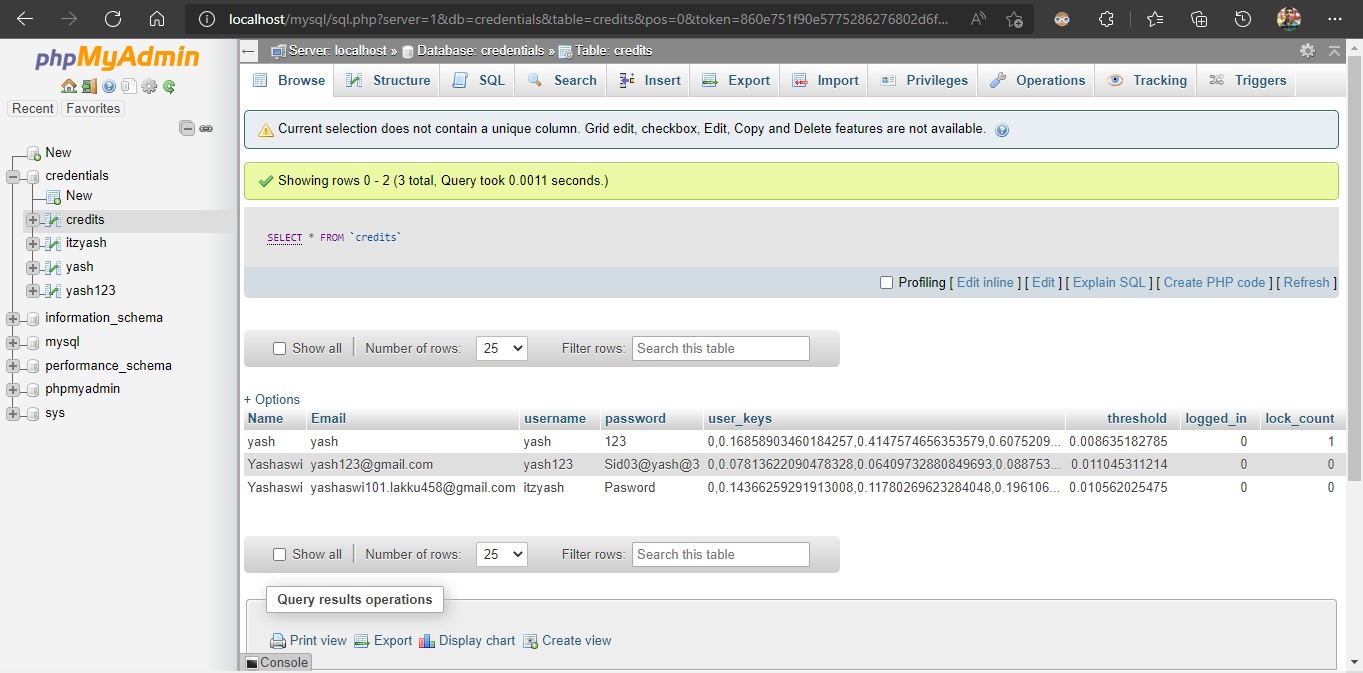 localhost/mysql/sql.php?server=1&db=credentials&table=credits&pos=0&token=860e751f90e5775286276802d6f...
phpMyAdmin
Recent Favorites
New
credentials
New
credits
itzyash
yash
yash123
information_schema
mysql
performance_schema
phpmyadmin
sys
Server: localhost » Database: credentials » Table: credits
Browse Structure SQL Search Insert Export Import Privileges Operations Tracking Triggers
Current selection does not contain a unique column. Grid edit, checkbox, Edit, Copy and Delete features are not available.
Showing rows 0 - 2 (3 total, Query took 0.0011 seconds.)
SELECT * FROM `credits`
Profiling [ Edit inline ] [ Edit ] [ Explain SQL ] [ Create PHP code ] [ Refresh ]
Show all | Number of rows: 25 Filter rows: Search this table
+ Options
Name Email username password user_keys threshold logged_in lock_count
yash yash yash 123 0,0.16858903460184257,0.4147574656353579,0.6075209... 0.008635182785 0 1
Yashaswi yash123@gmail.com yash123 Sid03@yash@3 0,0.07813622090478328,0.06409732880849693,0.088753... 0.011045311214 0 0
Yashaswi yashaswi101.lakku458@gmail.com itzyash Pasword 0,0.14366259291913008,0.11780269623284048,0.196106... 0.010562025475 0 0
Show all | Number of rows: 25 Filter rows: Search this table
Query results operations
Print view Export Display chart Create view
Console